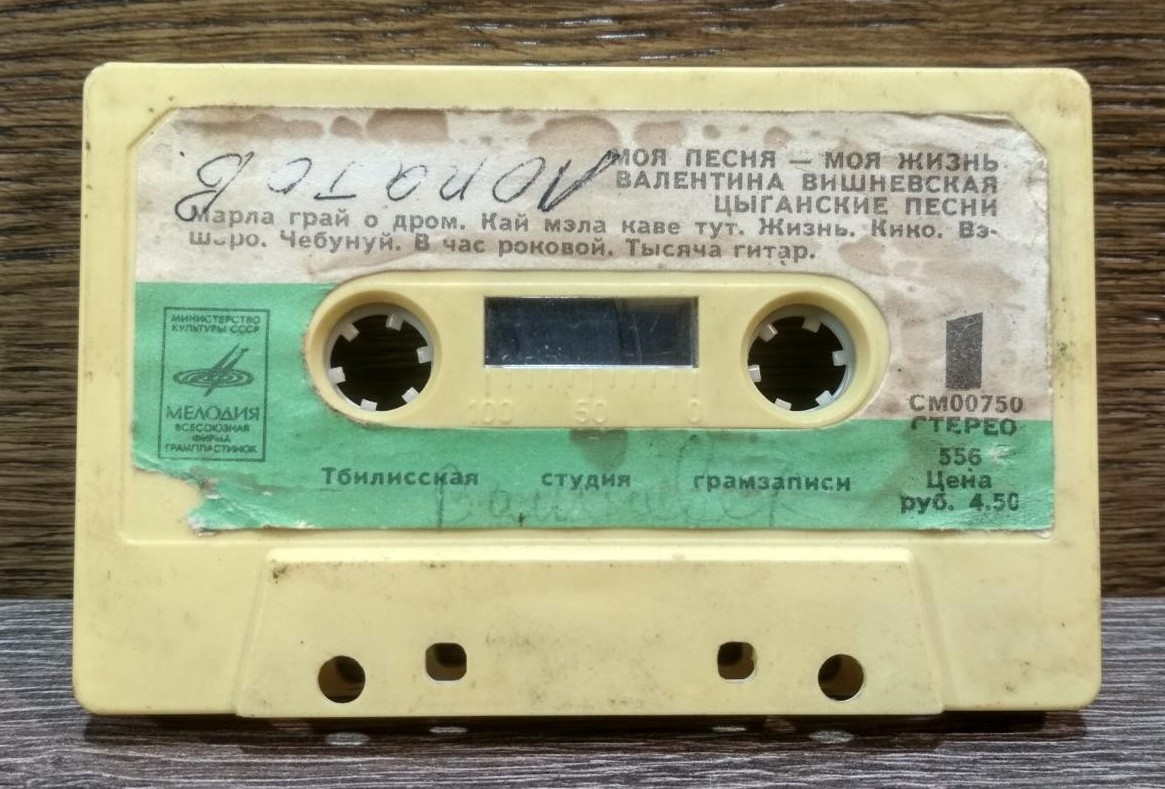 МОЯ ПЕСНЯ — МОЯ ЖИЗНЬ
ВАЛЕНТИНА ВИШНЕВСКАЯ
ЦЫГАНСКИЕ ПЕСНИ
Марла грай о дром. Кай мэла каве тут. Жизнь. Кико. Вэ-
шоро. Чебунуй. В час роковой. Тысяча гитар.
Лопатов
МИНИСТЕРСТВО
КУЛЬТУРЫ СССР
МЕЛОДИЯ
ВСЕСОЮЗНАЯ
ФИРМА
ГРАМПЛАСТИНОК
100 50 0
1
СМ00750
СТЕРЕО
556
Цена
руб. 4.50
Тбилисская студия грамзаписи